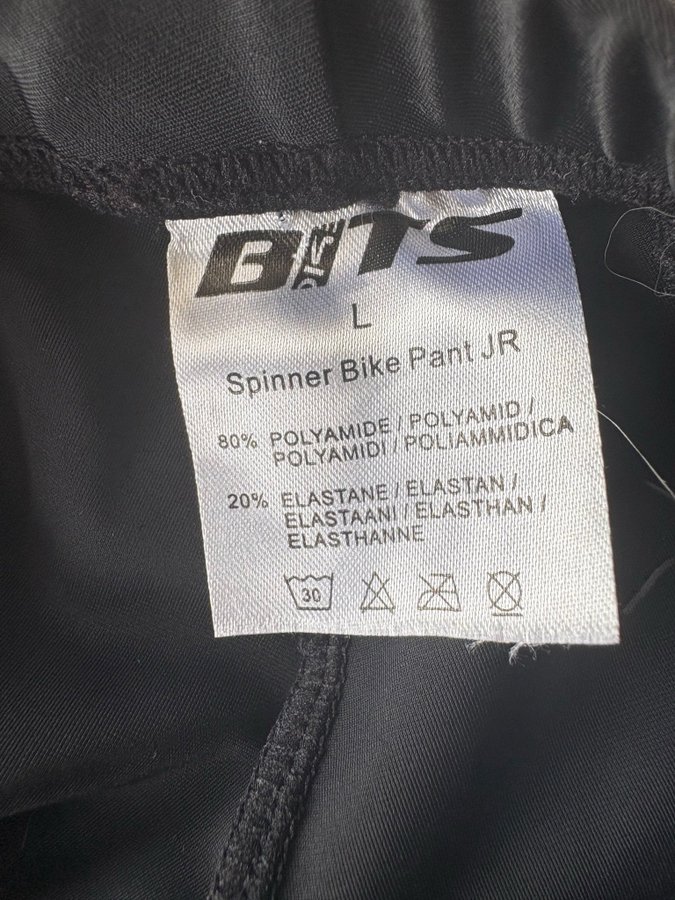 BiTS
L
Spinner Bike Pant JR
80% POLYAMIDE / POLYAMID /
POLYAMIDI / POLIAMMIDICA
20% ELASTANE / ELASTAN /
ELASTAANI / ELASTHAN /
ELASTHANNE
30